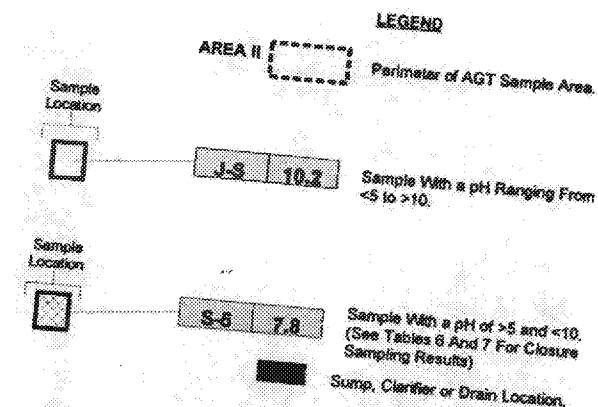 LEGEND
AREA II
Perimeter of AGT Sample Area.
Sample
Location
J-S 10.2
Sample With a pH Ranging From
<5 to >10.
Sample
Location
S-5 7.8
Sample With a pH of >5 and <10.
(See Tables 6 And 7 For Closure
Sampling Results)
Sump, Clarifier or Drain Location.